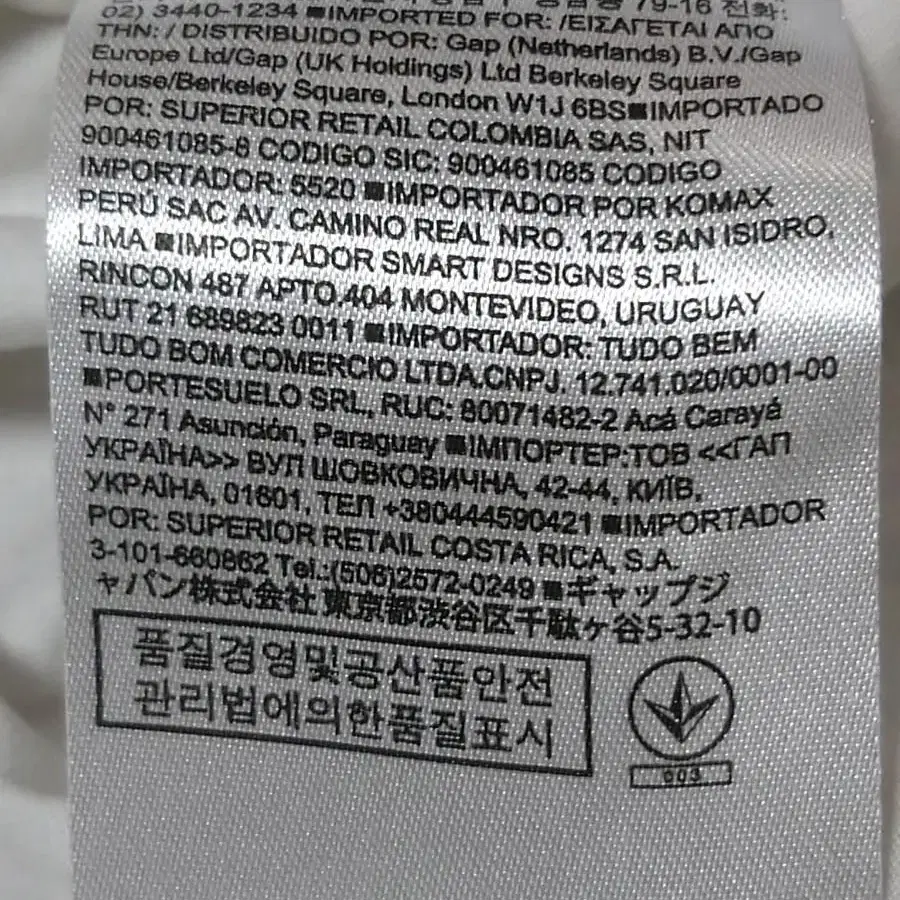 79-16 전화:
02) 3440-1234 ■IMPORTED FOR: /ΕΙΣΑΓΕΤΑΙ ΑΠΟ
ΤΗΝ: / DISTRIBUIDO POR: Gap (Netherlands) B.V./Gap
Europe Ltd/Gap (UK Holdings) Ltd Berkeley Square
House/Berkeley Square, London W1J 6BS■IMPORTADO
POR: SUPERIOR RETAIL COLOMBIA SAS, NIT
900461085-8 CODIGO SIC: 900461085 CODIGO
IMPORTADOR: 5520 ■IMPORTADOR POR KOMAX
PERÚ SAC AV. CAMINO REAL NRO. 1274 SAN ISIDRO,
LIMA ■IMPORTADOR SMART DESIGNS S.R.L.
RINCON 487 APTO.404 MONTEVIDEO, URUGUAY
RUT 21 689823 0011 ■IMPORTADOR: TUDO BEM
TUDO BOM COMERCIO LTDA.CNPJ. 12.741.020/0001-00
■PORTESUELO SRL, RUC: 80071482-2 Acá Carayá
N° 271 Asunción, Paraguay ■ІМПОРТЕР:ТОВ <<ГАП
УКРАЇНА>> ВУЛ ШОВКОВИЧНА, 42-44, КИЇВ,
УКРАЇНА, 01601, ТЕЛ +380444590421 ■IMPORTADOR
POR: SUPERIOR RETAIL COSTA RICA, S.A.
3-101-660862 Tel.:(506)2572-0249 ■ギャップジ
ャパン株式会社 東京都渋谷区千駄ヶ谷5-32-10
품질경영및공산품안전
관리법에의한품질표시
003